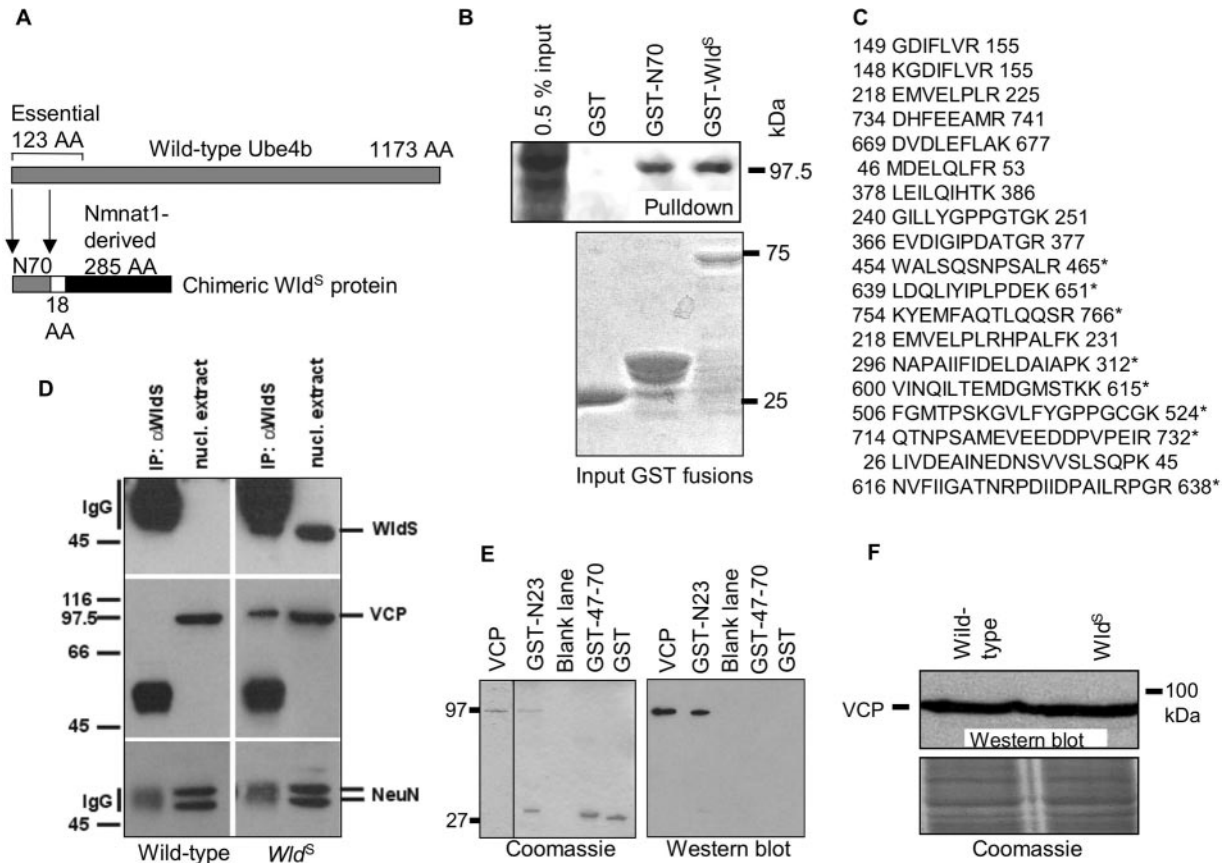 A
Essential
123 AA
Wild-type Ube4b
1173 AA
N70
Nmnat1-
derived
285 AA
18
AA
Chimeric Wldˢ protein
B
0.5 % input
GST
GST-N70
GST-Wldˢ
kDa
97.5
Pulldown
75
25
Input GST fusions
C
149 GDIFLVR 155
148 KGDIFLVR 155
218 EMVELPLR 225
734 DHFEEAMR 741
669 DVDLEFLAK 677
46 MDELQLFR 53
378 LEILQIHTK 386
240 GILLYGPPGTGK 251
366 EVDIGIPDATGR 377
454 WALSQSNPSALR 465*
639 LDQLIYIPLPDEK 651*
754 KYEMFAQTLQQSR 766*
218 EMVELPLRHPALFK 231
296 NAPAIIFIDELDAIAPK 312*
600 VINQILTEMDGMSTKK 615*
506 FGMTPSKGVLFYGPPGCGK 524*
714 QTNPSAMEVEEDDPVPEIR 732*
26 LIVDEAINEDNSVVSLSQPK 45
616 NVFIIGATNRPDIIDPAILRPGR 638*
D
IP: αWldS
nucl. extract
IP: αWldS
nucl. extract
IgG
45
WldS
116
97.5
66
45
VCP
IgG
45
NeuN
Wild-type
Wldˢ
E
VCP
GST-N23
Blank lane
GST-47-70
GST
VCP
GST-N23
Blank lane
GST-47-70
GST
97
27
Coomassie
Western blot
F
Wild-
type
Wldˢ
VCP
100
kDa
Western blot
Coomassie